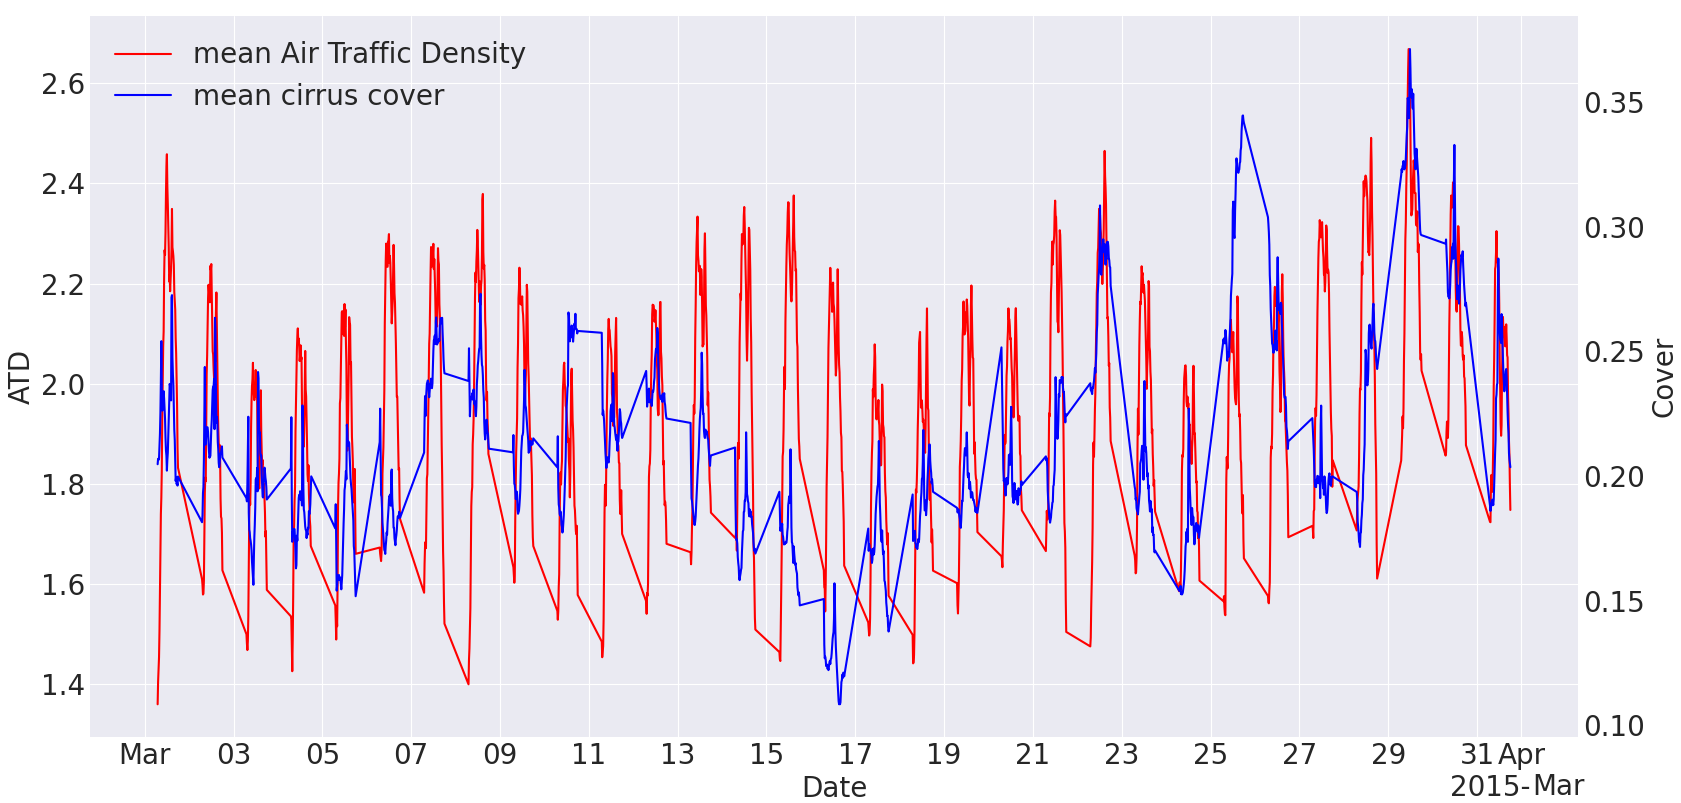 mean Air Traffic Density
mean cirrus cover
2.6
2.4
2.2
2.0
1.8
1.6
1.4
ATD
0.35
0.30
0.25
0.20
0.15
0.10
Cover
Mar 03 05 07 09 11 13 15 17 19 21 23 25 27 29 31 Apr
Date
2015-Mar